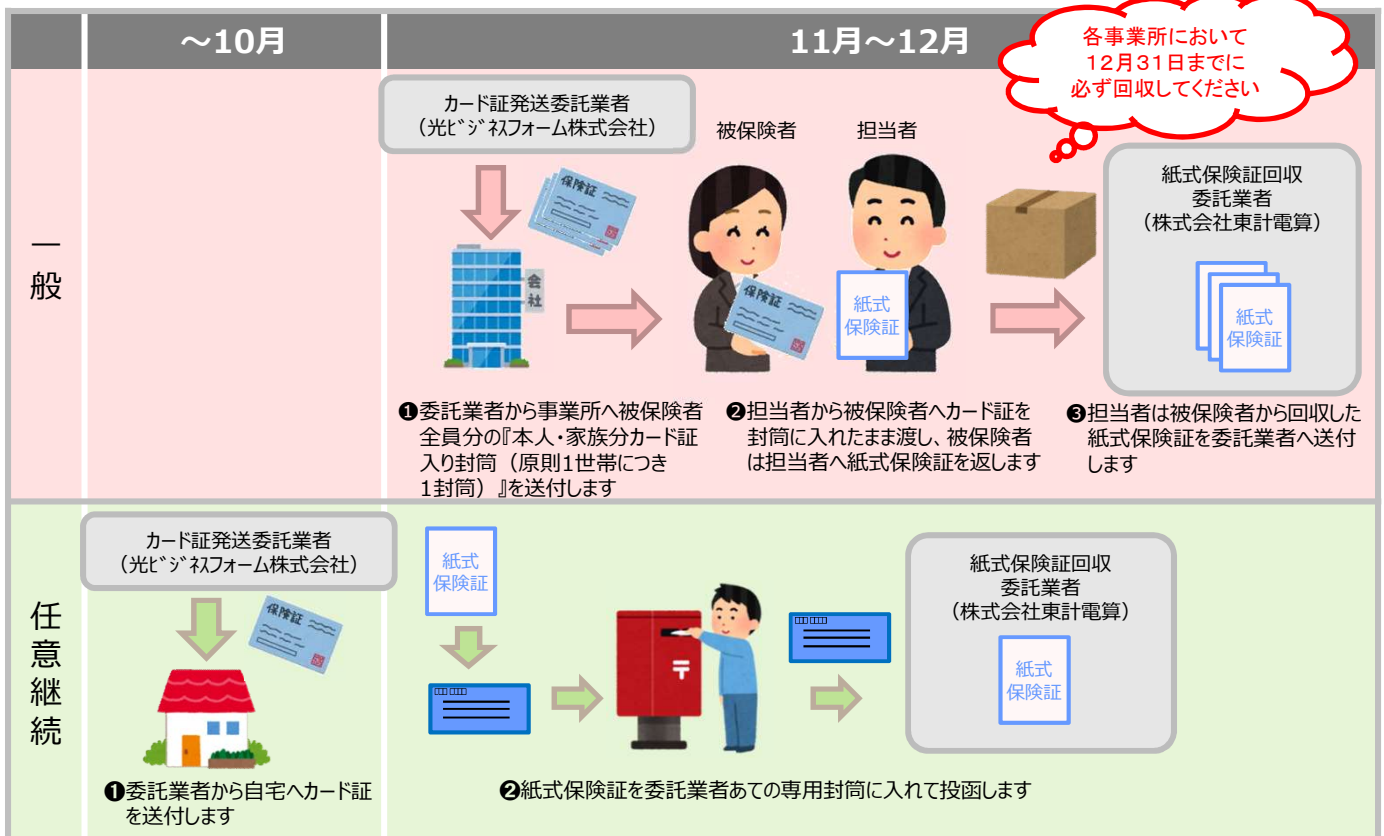 ～10月
11月～12月
各事業所において
12月31日までに
必ず回収してください
一般
カード証発送委託業者
（光ﾋﾞｼﾞﾈｽフォーム株式会社）
保険証
会社
被保険者
担当者
保険証
紙式
保険証
紙式保険証回収
委託業者
（株式会社東計電算）
紙式
保険証
❶委託業者から事業所へ被保険者
全員分の『本人・家族分カード証
入り封筒（原則1世帯につき
1封筒）』を送付します
❷担当者から被保険者へカード証を
封筒に入れたまま渡し、被保険者
は担当者へ紙式保険証を返します
❸担当者は被保険者から回収した
紙式保険証を委託業者へ送付
します
任意継続
カード証発送委託業者
（光ﾋﾞｼﾞﾈｽフォーム株式会社）
保険証
❶委託業者から自宅へカード証
を送付します
紙式
保険証
〒
紙式保険証回収
委託業者
（株式会社東計電算）
紙式
保険証
❷紙式保険証を委託業者あての専用封筒に入れて投函します